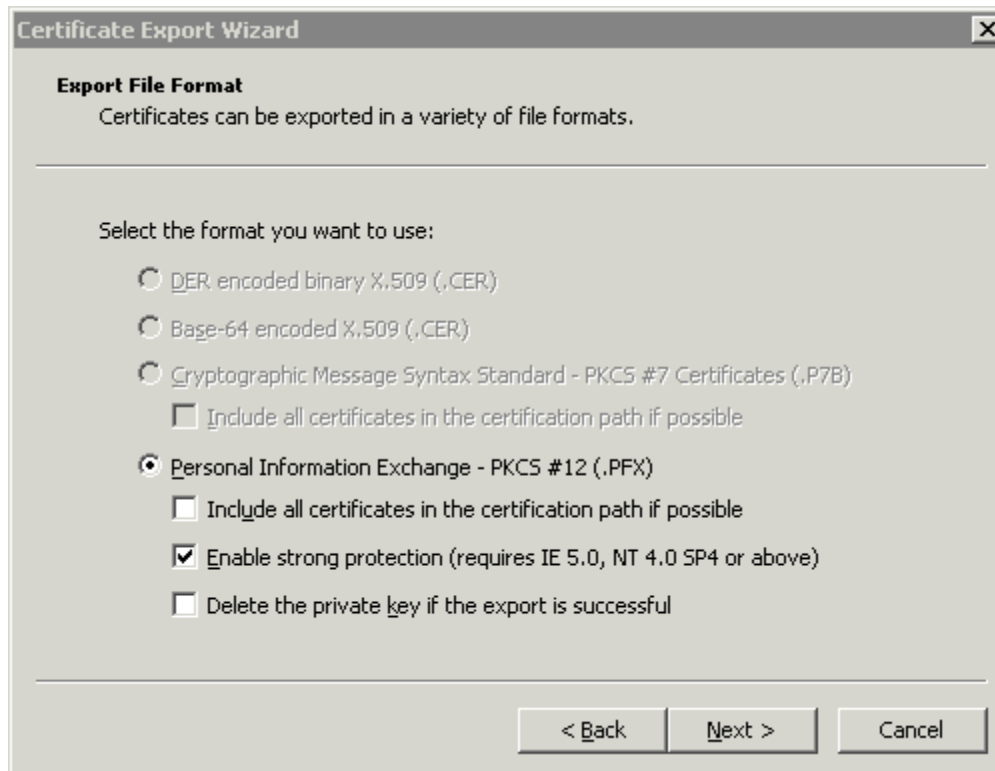 Certificate Export Wizard
Export File Format
Certificates can be exported in a variety of file formats.
Select the format you want to use:
DER encoded binary X.509 (.CER)
Base-64 encoded X.509 (.CER)
Cryptographic Message Syntax Standard - PKCS #7 Certificates (.P7B)
Include all certificates in the certification path if possible
Personal Information Exchange - PKCS #12 (.PFX)
Include all certificates in the certification path if possible
Enable strong protection (requires IE 5.0, NT 4.0 SP4 or above)
Delete the private key if the export is successful
< Back Next > Cancel